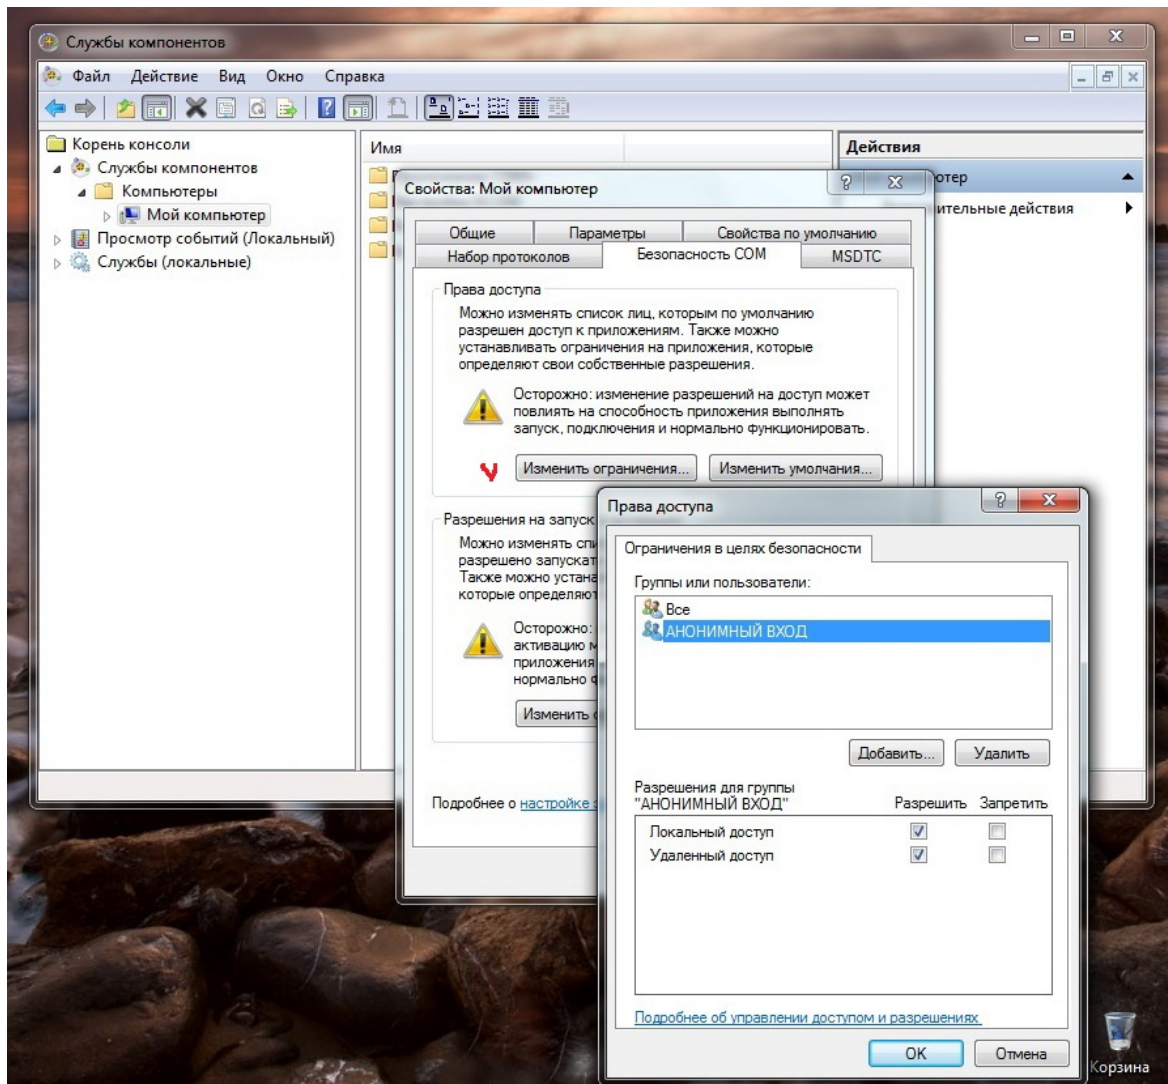 Службы компонентов
Файл Действие Вид Окно Справка
Корень консоли
Службы компонентов
Компьютеры
Мой компьютер
Просмотр событий (Локальный)
Службы (локальные)
Имя
Действия
отер
ительные действия
Свойства: Мой компьютер
Общие Параметры Свойства по умолчанию
Набор протоколов Безопасность COM MSDTC
Права доступа
Можно изменять список лиц, которым по умолчанию
разрешен доступ к приложениям. Также можно
устанавливать ограничения на приложения, которые
определяют свои собственные разрешения.
Осторожно: изменение разрешений на доступ может
повлиять на способность приложения выполнять
запуск, подключения и нормально функционировать.
Изменить ограничения... Изменить умолчания...
Разрешения на запуск
Можно изменять спи
разрешено запускат
Также можно устана
которые определяют
Осторожно:
активацию м
приложения
нормально ф
Изменить о
Подробнее о настройке з
Права доступа
Ограничения в целях безопасности
Группы или пользователи:
Все
АНОНИМНЫЙ ВХОД
Добавить... Удалить
Разрешения для группы
"АНОНИМНЫЙ ВХОД" Разрешить Запретить
Локальный доступ
Удаленный доступ
Подробнее об управлении доступом и разрешениях
OK Отмена
Корзина